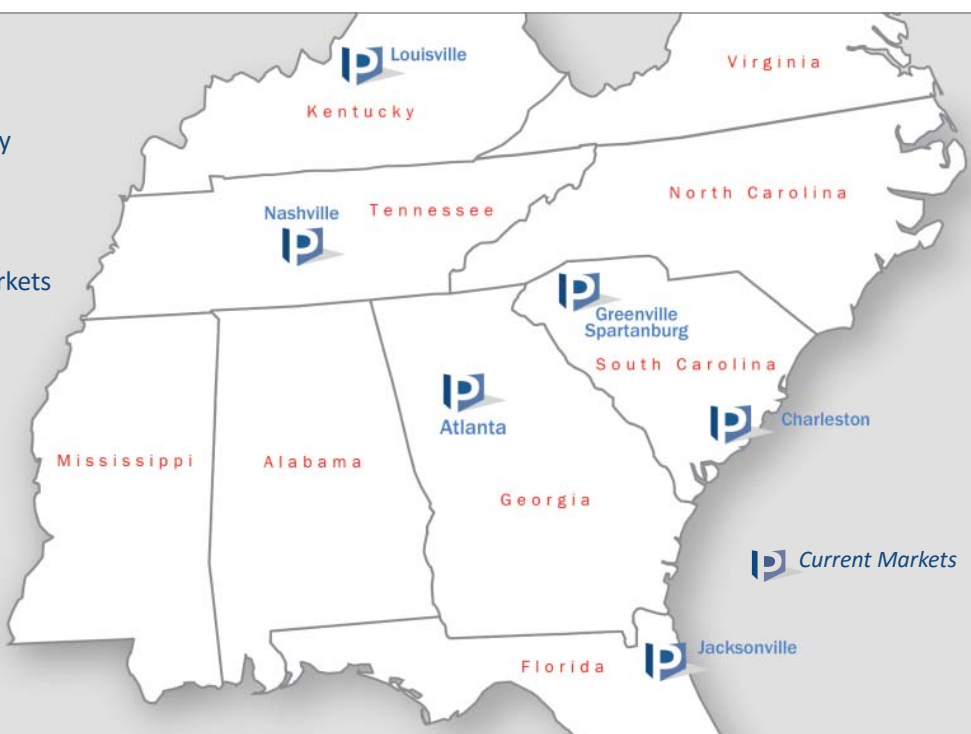 Louisville
Virginia
Kentucky
y
North Carolina
Nashville
Tennessee
rkets
Greenville
Spartanburg
South Carolina
Charleston
Atlanta
Mississippi
Alabama
Georgia
Current Markets
Jacksonville
Florida